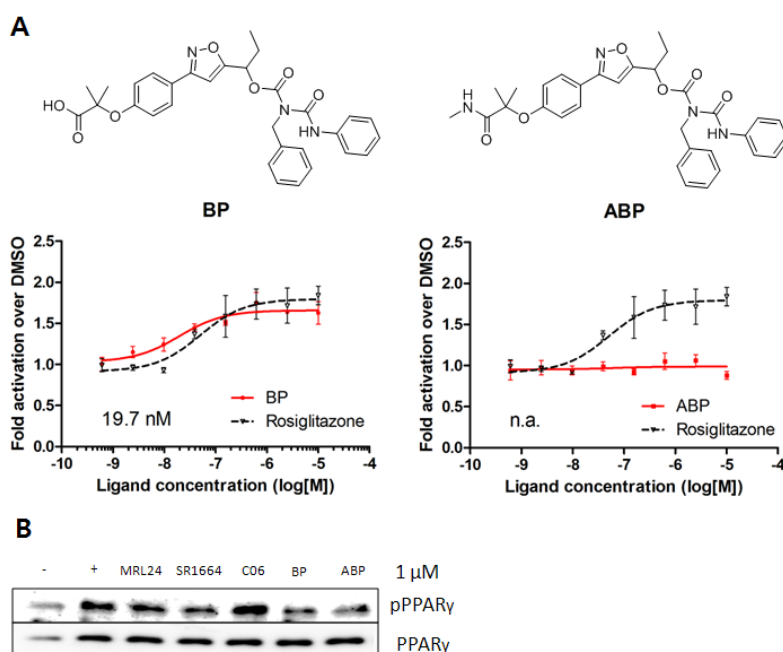 A
N O
O O
HO O O N O
O HN
BP
N O
O O
H
N O O N O
O HN
ABP
Fold activation over DMSO
2.5
2.0
1.5
1.0
0.5
0.0
19.7 nM
BP
Rosiglitazone
-10 -9 -8 -7 -6 -5 -4
Ligand concentration (log[M])
Fold activation over DMSO
2.5
2.0
1.5
1.0
0.5
0.0
n.a.
ABP
Rosiglitazone
-10 -9 -8 -7 -6 -5 -4
Ligand concentration (log[M])
B
- + MRL24 SR1664 C06 BP ABP 1 µM
pPPARγ
PPARγ